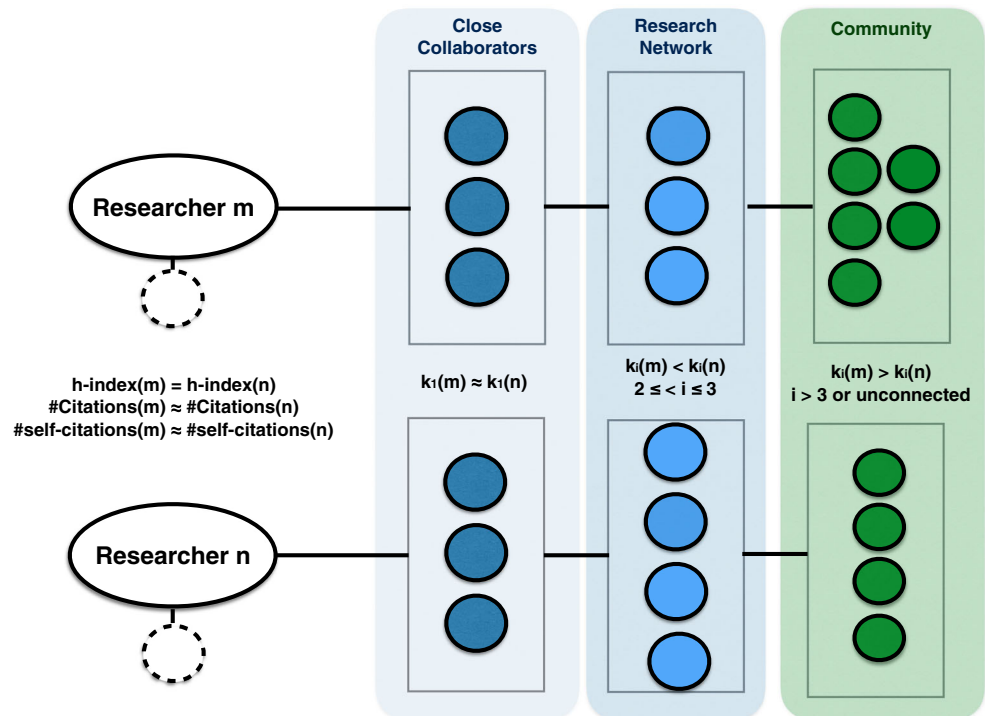 Close
Collaborators
Research
Network
Community
Researcher m
h-index(m) = h-index(n)
#Citations(m) ≈ #Citations(n)
#self-citations(m) ≈ #self-citations(n)
k₁(m) ≈ k₁(n)
kᵢ(m) < kᵢ(n)
2 ≤ < i ≤ 3
kᵢ(m) > kᵢ(n)
i > 3 or unconnected
Researcher n